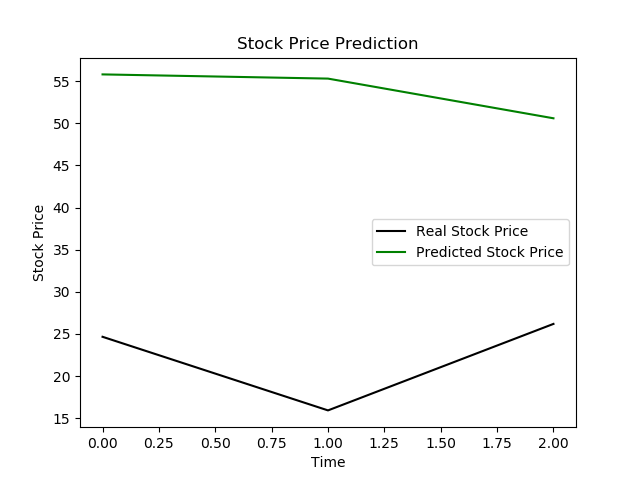 Stock Price Prediction
Stock Price
55
50
45
40
35
30
25
20
15
Real Stock Price
Predicted Stock Price
0.00 0.25 0.50 0.75 1.00 1.25 1.50 1.75 2.00
Time